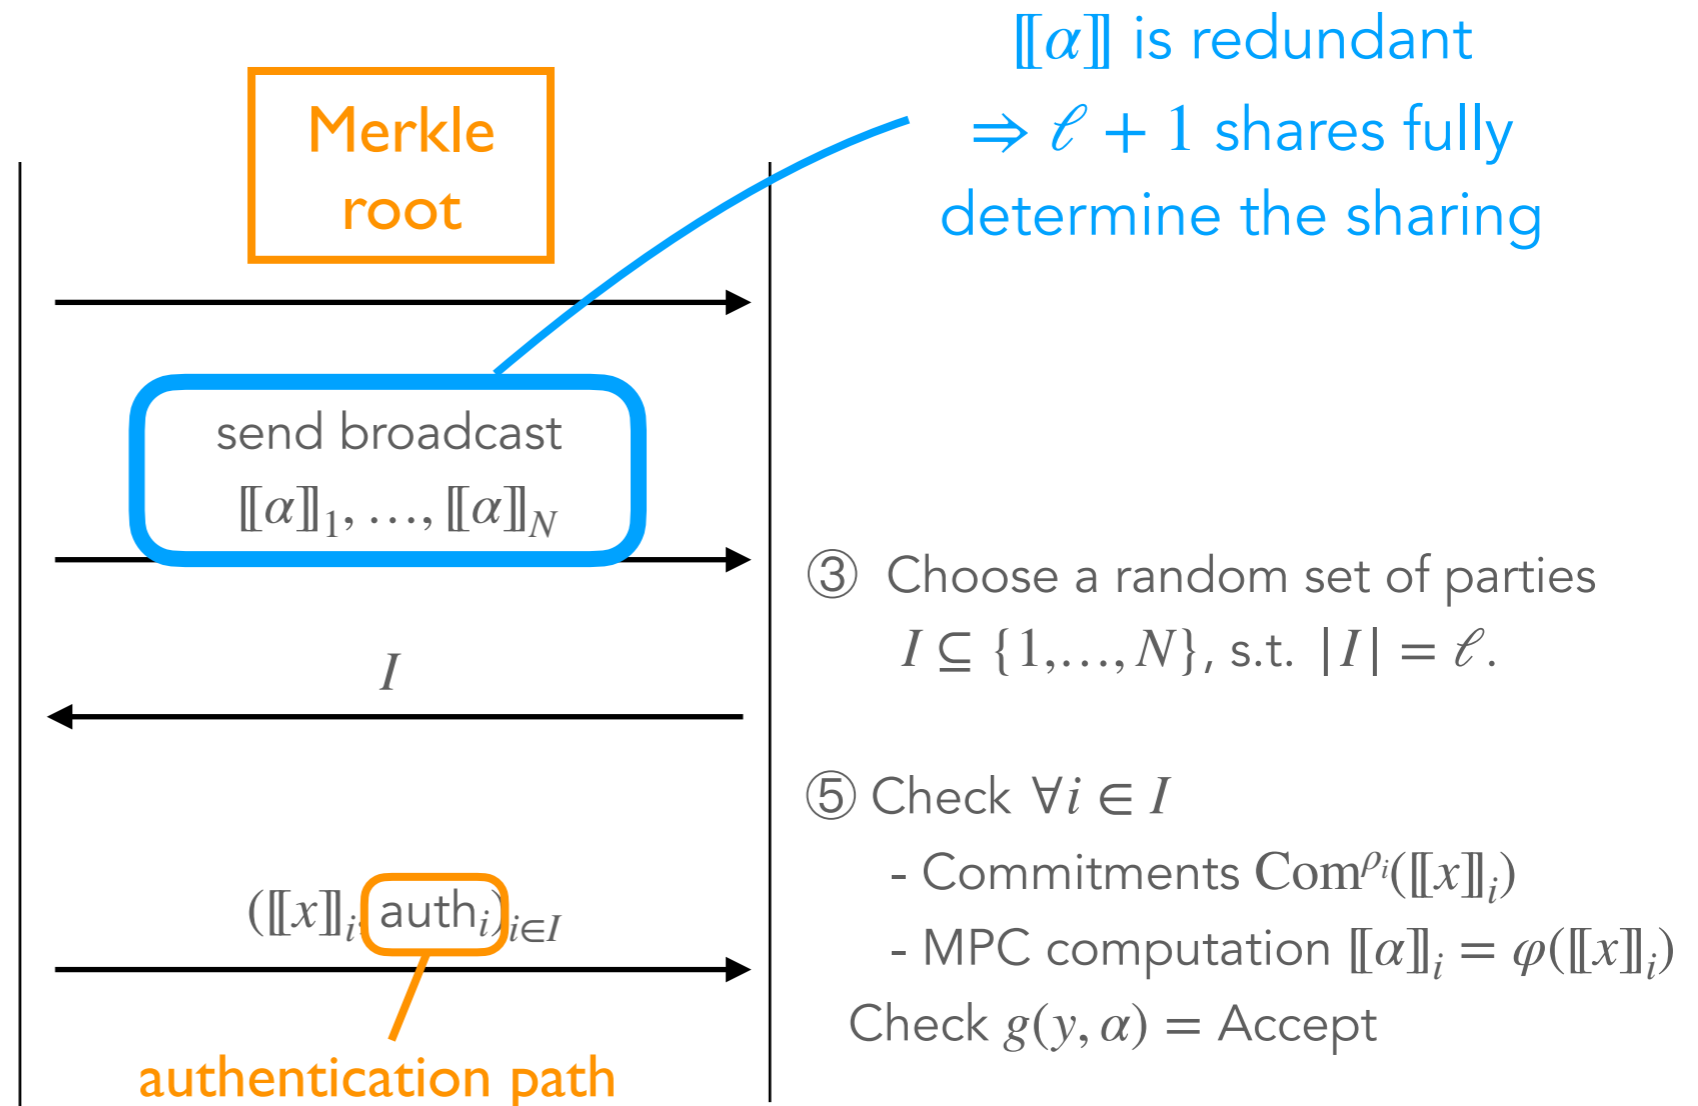 ⟦α⟧ is redundant
⇒ ℓ + 1 shares fully
determine the sharing
Merkle
root
send broadcast
⟦α⟧₁, …, ⟦α⟧_N
③ Choose a random set of parties
I ⊆ {1,…, N}, s.t. |I| = ℓ.
I
⑤ Check ∀i ∈ I
- Commitments Com^{ρ_i}(⟦x⟧_i)
(⟦x⟧_i, auth_i)_{i∈I}
- MPC computation ⟦α⟧_i = φ(⟦x⟧_i)
Check g(y, α) = Accept
authentication path